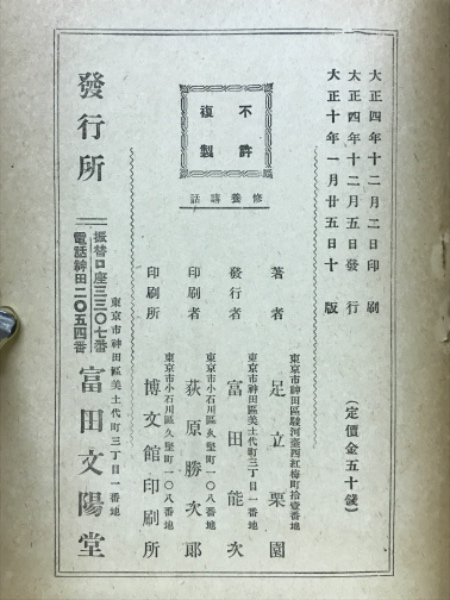 大正四年十二月二日印刷
大正四年十二月五日發行
大正十年一月廿五日十版
(定價金五十錢)
不許
複製
修養講話
東京市神田區駿河臺西紅梅町拾壹番地
著者 足立栗園
東京市神田區美土代町三丁目一番地
發行者 富田能次
東京市小石川區久堅町一〇八番地
印刷者 荻原勝次郎
東京市小石川區久堅町一〇八番地
印刷所 博文館印刷所
東京市神田區美土代町三丁目一番地
發行所 富田文陽堂
振替口座三三〇七番
電話神田二〇五四番